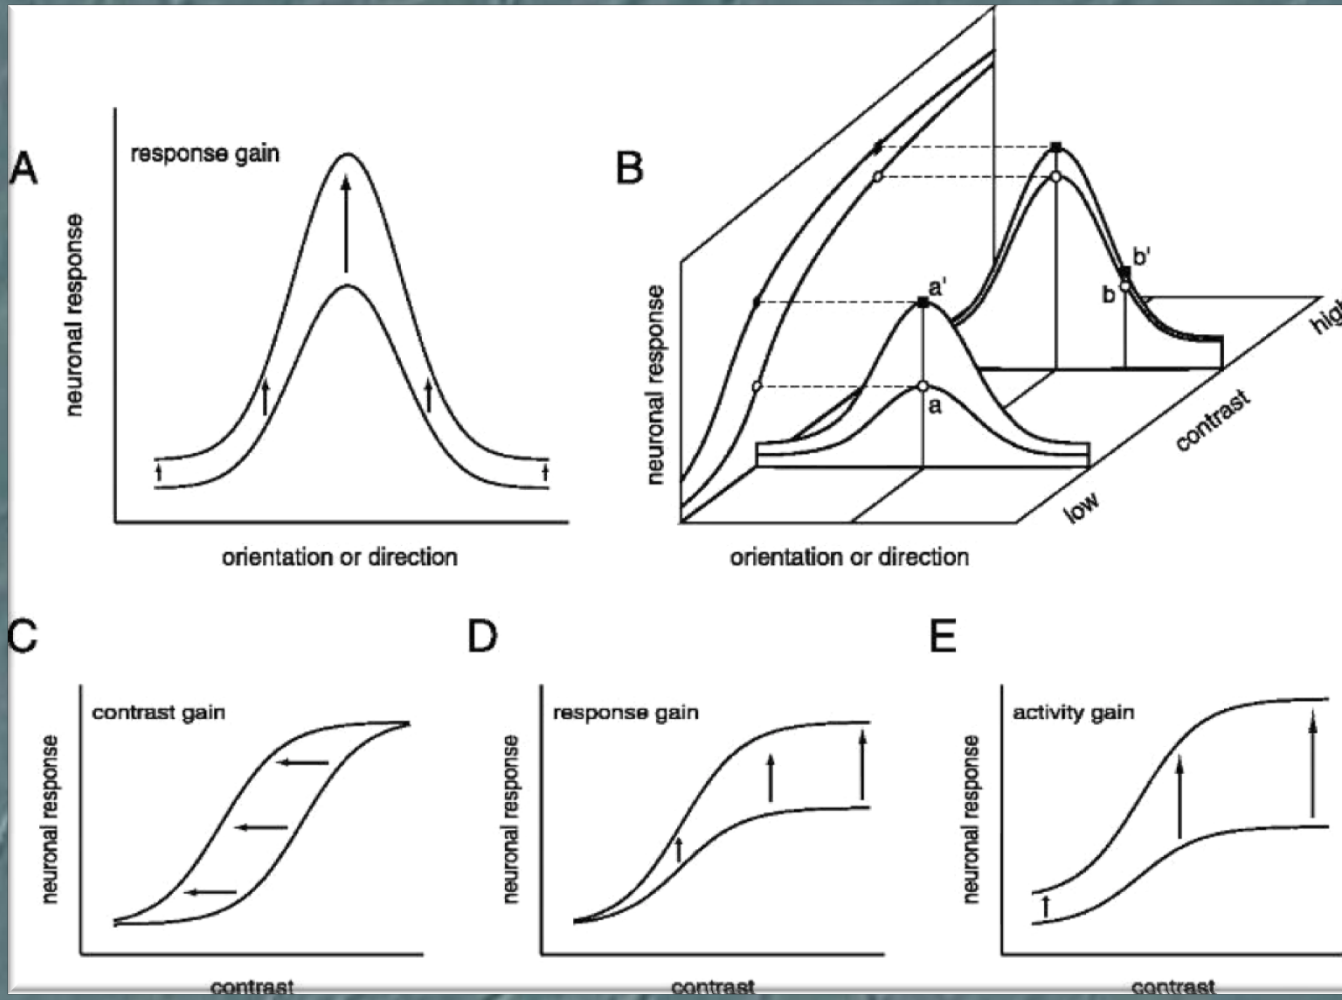 A
response gain
neuronal response
orientation or direction
B
a'
a
b'
b
neuronal response
orientation or direction
low
contrast
C
contrast gain
neuronal response
contrast
D
response gain
neuronal response
contrast
E
activity gain
neuronal response
contrast